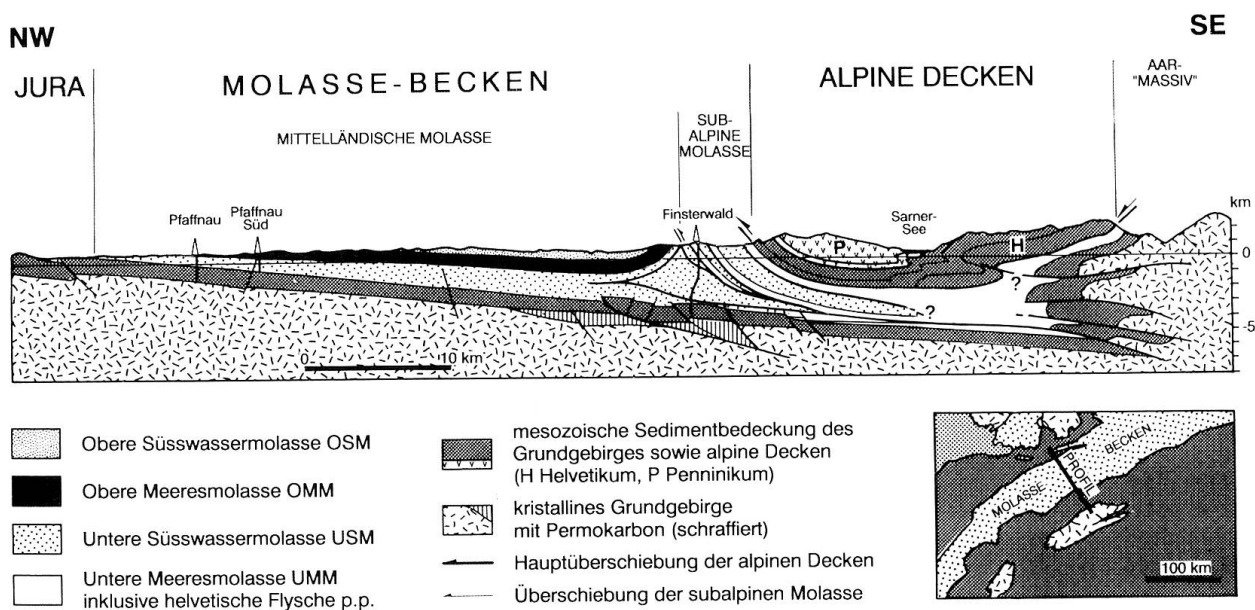 NW
SE
JURA
MOLASSE-BECKEN
ALPINE DECKEN
AAR-
"MASSIV"
MITTELLÄNDISCHE MOLASSE
SUB-
ALPINE
MOLASSE
Pfaffnau
Pfaffnau
Süd
Finsterwald
Sarner-
See
km
P
H
0
?
?
-5
0
10 km
Obere Süsswassermolasse OSM
Obere Meeresmolasse OMM
Untere Süsswassermolasse USM
Untere Meeresmolasse UMM
inklusive helvetische Flysche p.p.
mesozoische Sedimentbedeckung des
Grundgebirges sowie alpine Decken
(H Helvetikum, P Penninikum)
kristallines Grundgebirge
mit Permokarbon (schraffiert)
Hauptüberschiebung der alpinen Decken
Überschiebung der subalpinen Molasse
MOLASSE
BECKEN
PROFIL
100 km